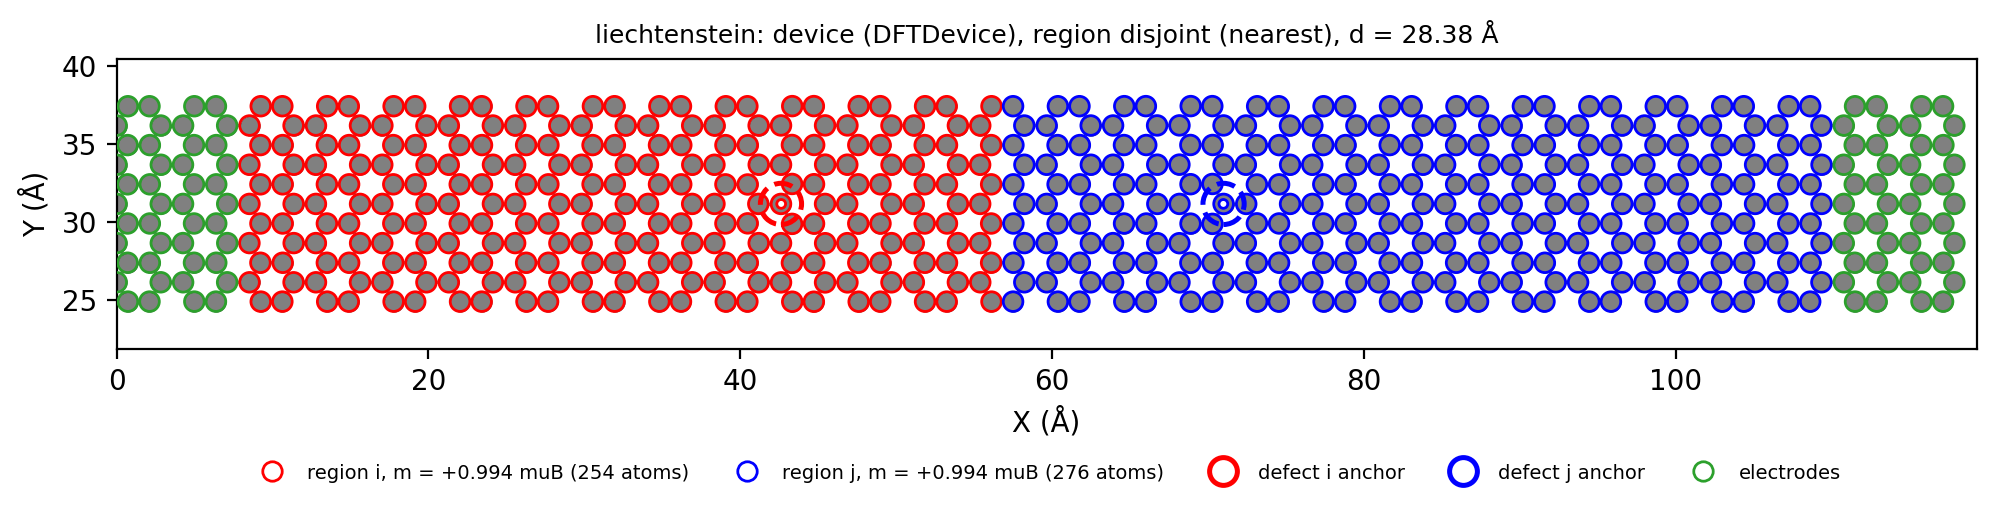 liechtenstein: device (DFTDevice), region disjoint (nearest), d = 28.38 Å
40
35
30
25
Y (Å)
0 20 40 60 80 100
X (Å)
region i, m = +0.994 muB (254 atoms) region j, m = +0.994 muB (276 atoms) defect i anchor defect j anchor electrodes